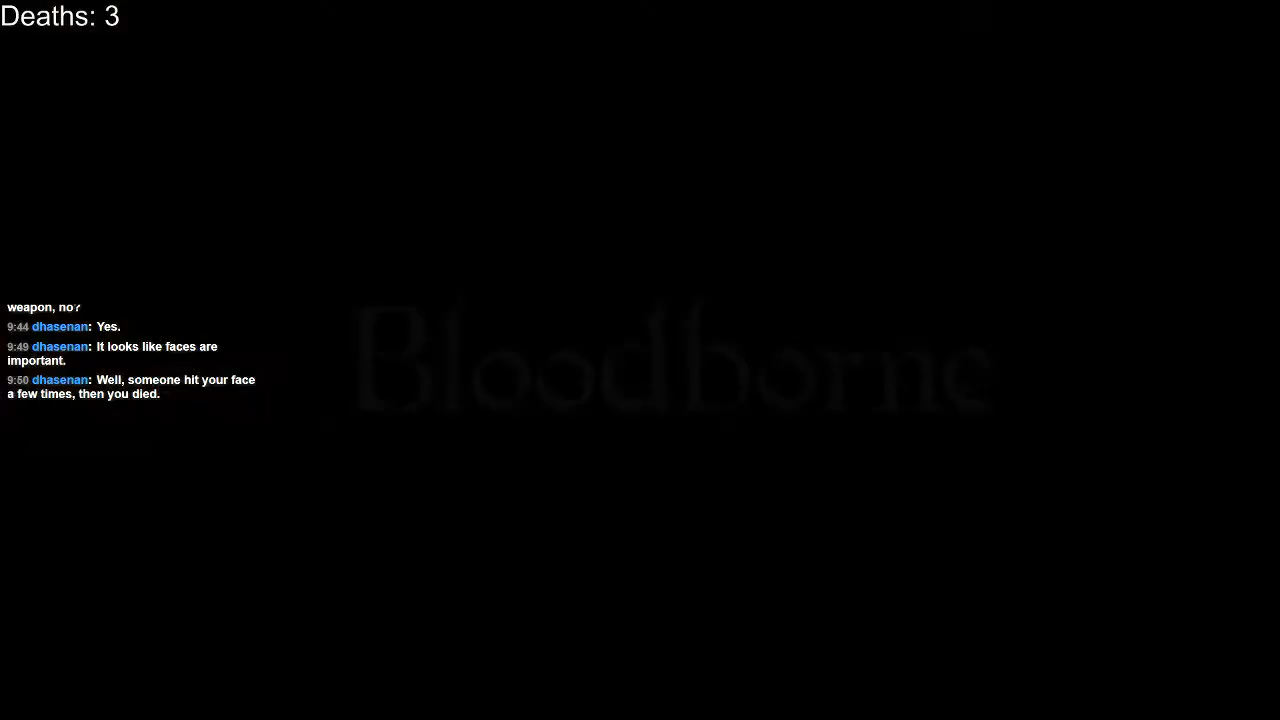 Deaths: 3
weapon, no?
9:44 dhasenan: Yes.
9:49 dhasenan: It looks like faces are
important.
9:50 dhasenan: Well, someone hit your face
a few times, then you died.
Bloodborne